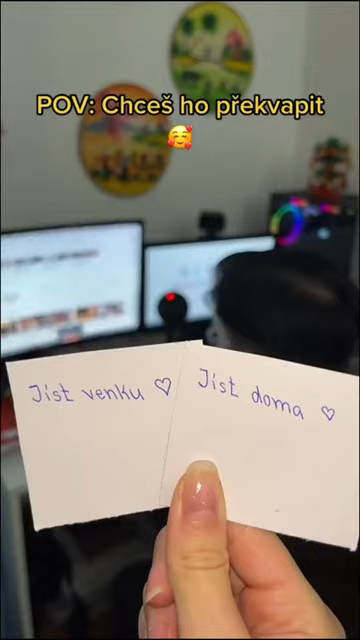 POV: Chceš ho překvapit
🥰
Jíst venku ♡
Jíst doma ♡